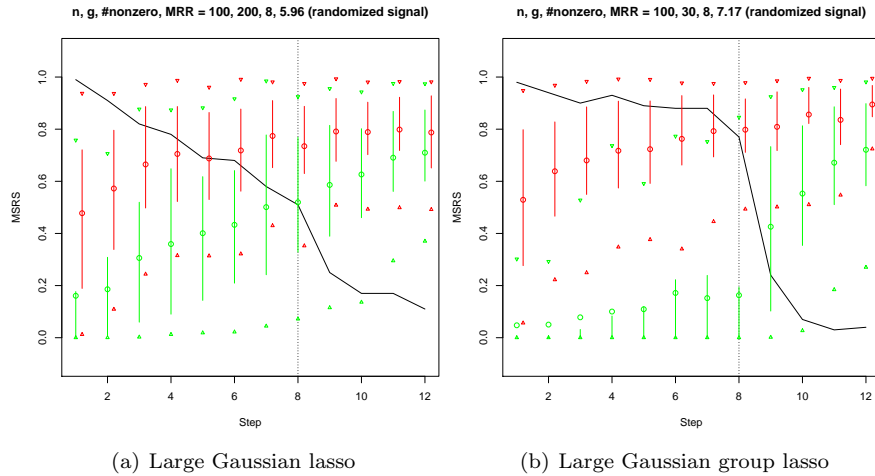 n, g, #nonzero, MRR = 100, 200, 8, 5.96 (randomized signal)
MSRS
1.0
0.8
0.6
0.4
0.2
0.0
2 4 6 8 10 12
Step
(a) Large Gaussian lasso
n, g, #nonzero, MRR = 100, 30, 8, 7.17 (randomized signal)
MSRS
1.0
0.8
0.6
0.4
0.2
0.0
2 4 6 8 10 12
Step
(b) Large Gaussian group lasso